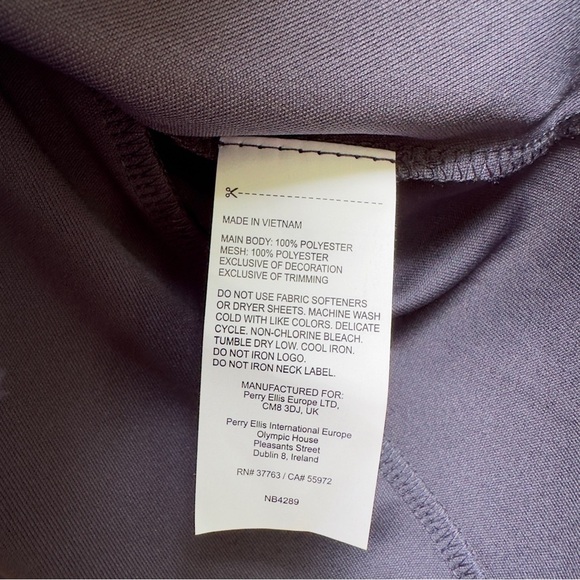 MADE IN VIETNAM
MAIN BODY: 100% POLYESTER
MESH: 100% POLYESTER
EXCLUSIVE OF DECORATION
EXCLUSIVE OF TRIMMING
DO NOT USE FABRIC SOFTENERS
OR DRYER SHEETS. MACHINE WASH
COLD WITH LIKE COLORS. DELICATE
CYCLE. NON-CHLORINE BLEACH.
TUMBLE DRY LOW. COOL IRON.
DO NOT IRON LOGO.
DO NOT IRON NECK LABEL.
MANUFACTURED FOR:
Perry Ellis Europe LTD,
CM8 3DJ, UK
Perry Ellis International Europe
Olympic House
Pleasants Street
Dublin 8, Ireland
RN# 37763 / CA# 55972
NB4289